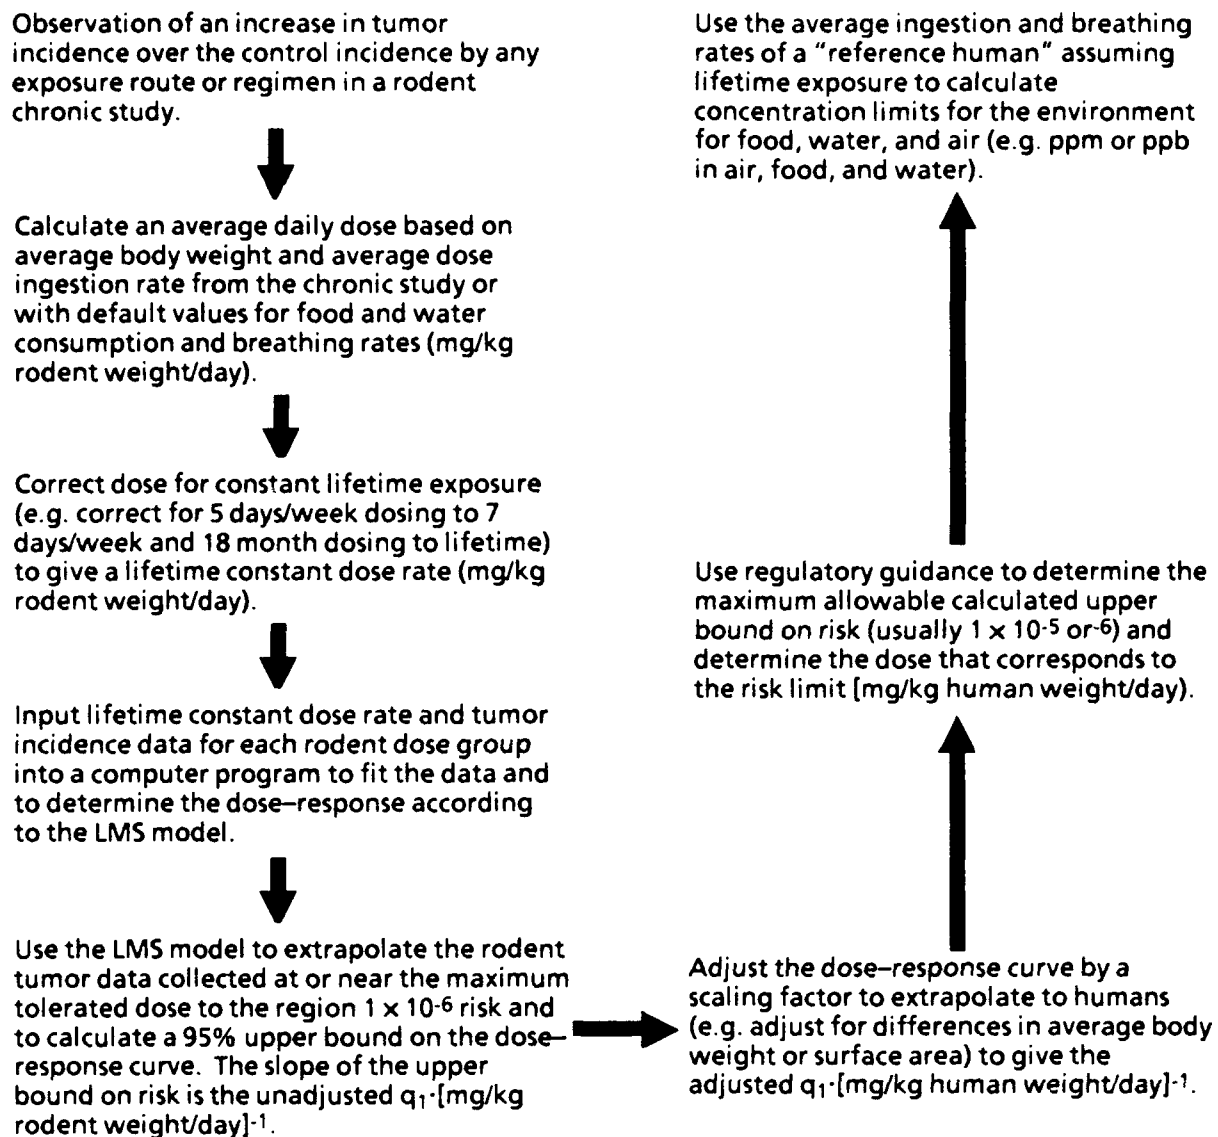 Observation of an increase in tumor
incidence over the control incidence by any
exposure route or regimen in a rodent
chronic study.
Calculate an average daily dose based on
average body weight and average dose
ingestion rate from the chronic study or
with default values for food and water
consumption and breathing rates (mg/kg
rodent weight/day).
Correct dose for constant lifetime exposure
(e.g. correct for 5 days/week dosing to 7
days/week and 18 month dosing to lifetime)
to give a lifetime constant dose rate (mg/kg
rodent weight/day).
Input lifetime constant dose rate and tumor
incidence data for each rodent dose group
into a computer program to fit the data and
to determine the dose–response according
to the LMS model.
Use the LMS model to extrapolate the rodent
tumor data collected at or near the maximum
tolerated dose to the region 1 x 10-6 risk and
to calculate a 95% upper bound on the dose–
response curve. The slope of the upper
bound on risk is the unadjusted q1·[mg/kg
rodent weight/day]-1.
Adjust the dose–response curve by a
scaling factor to extrapolate to humans
(e.g. adjust for differences in average body
weight or surface area) to give the
adjusted q1·[mg/kg human weight/day]-1.
Use regulatory guidance to determine the
maximum allowable calculated upper
bound on risk (usually 1 x 10-5 or-6) and
determine the dose that corresponds to
the risk limit [mg/kg human weight/day).
Use the average ingestion and breathing
rates of a "reference human" assuming
lifetime exposure to calculate
concentration limits for the environment
for food, water, and air (e.g. ppm or ppb
in air, food, and water).